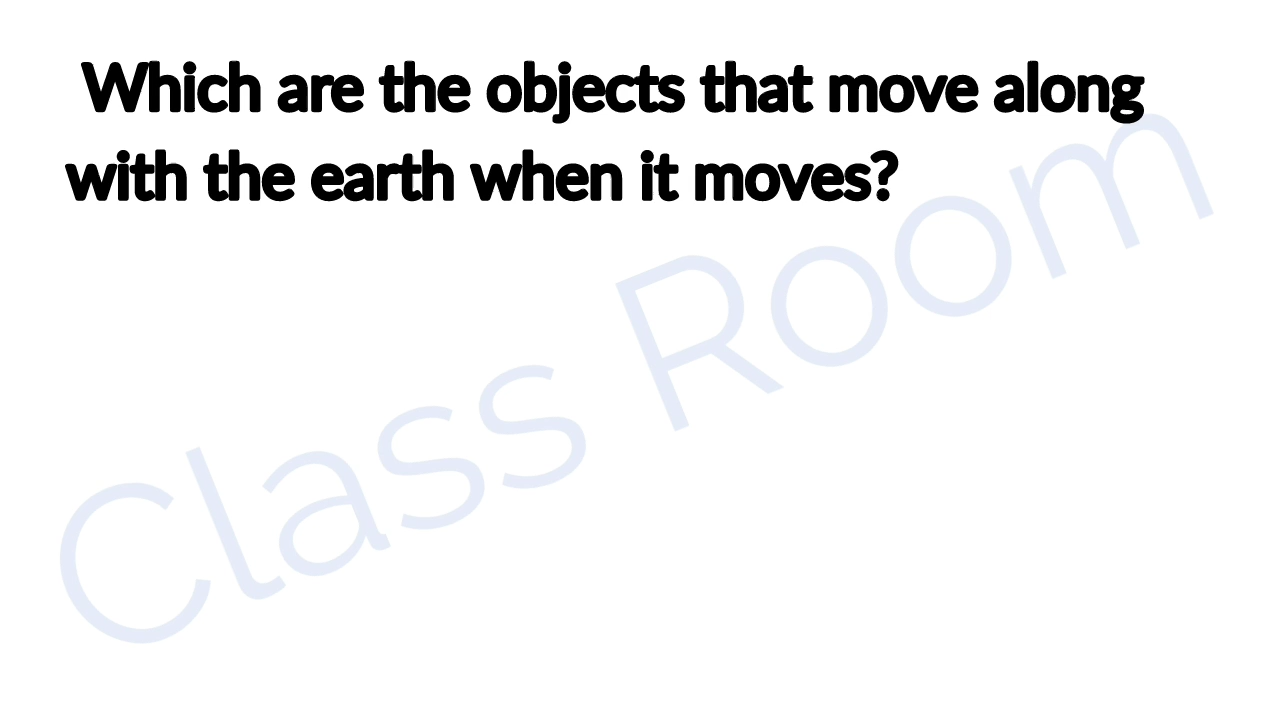 Which are the objects that move along
with the earth when it moves?
Class Room